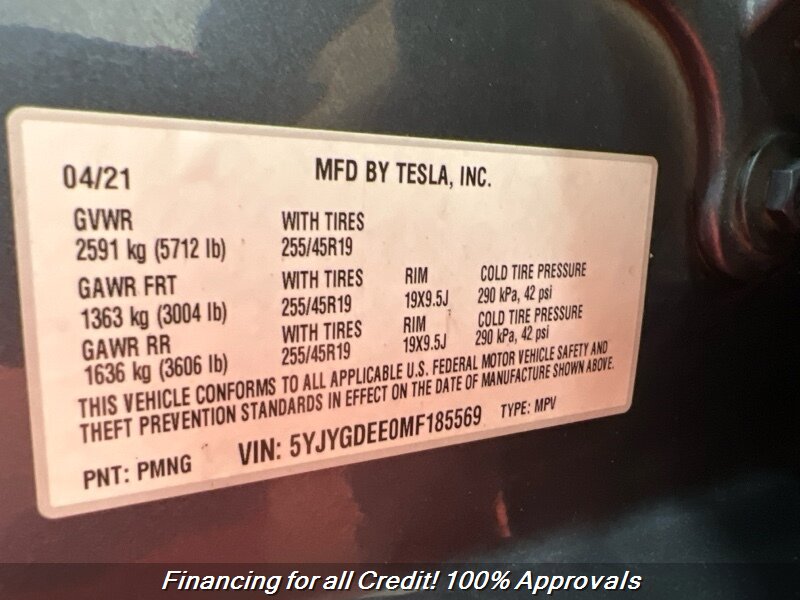 04/21 MFD BY TESLA, INC.
GVWR WITH TIRES
2591 kg (5712 lb) 255/45R19
GAWR FRT WITH TIRES RIM COLD TIRE PRESSURE
1363 kg (3004 lb) 255/45R19 19X9.5J 290 kPa, 42 psi
GAWR RR WITH TIRES RIM COLD TIRE PRESSURE
1636 kg (3606 lb) 255/45R19 19X9.5J 290 kPa, 42 psi
THIS VEHICLE CONFORMS TO ALL APPLICABLE U.S. FEDERAL MOTOR VEHICLE SAFETY AND
THEFT PREVENTION STANDARDS IN EFFECT ON THE DATE OF MANUFACTURE SHOWN ABOVE.
PNT: PMNG VIN: 5YJYGDEE0MF185569 TYPE: MPV
Financing for all Credit! 100% Approvals